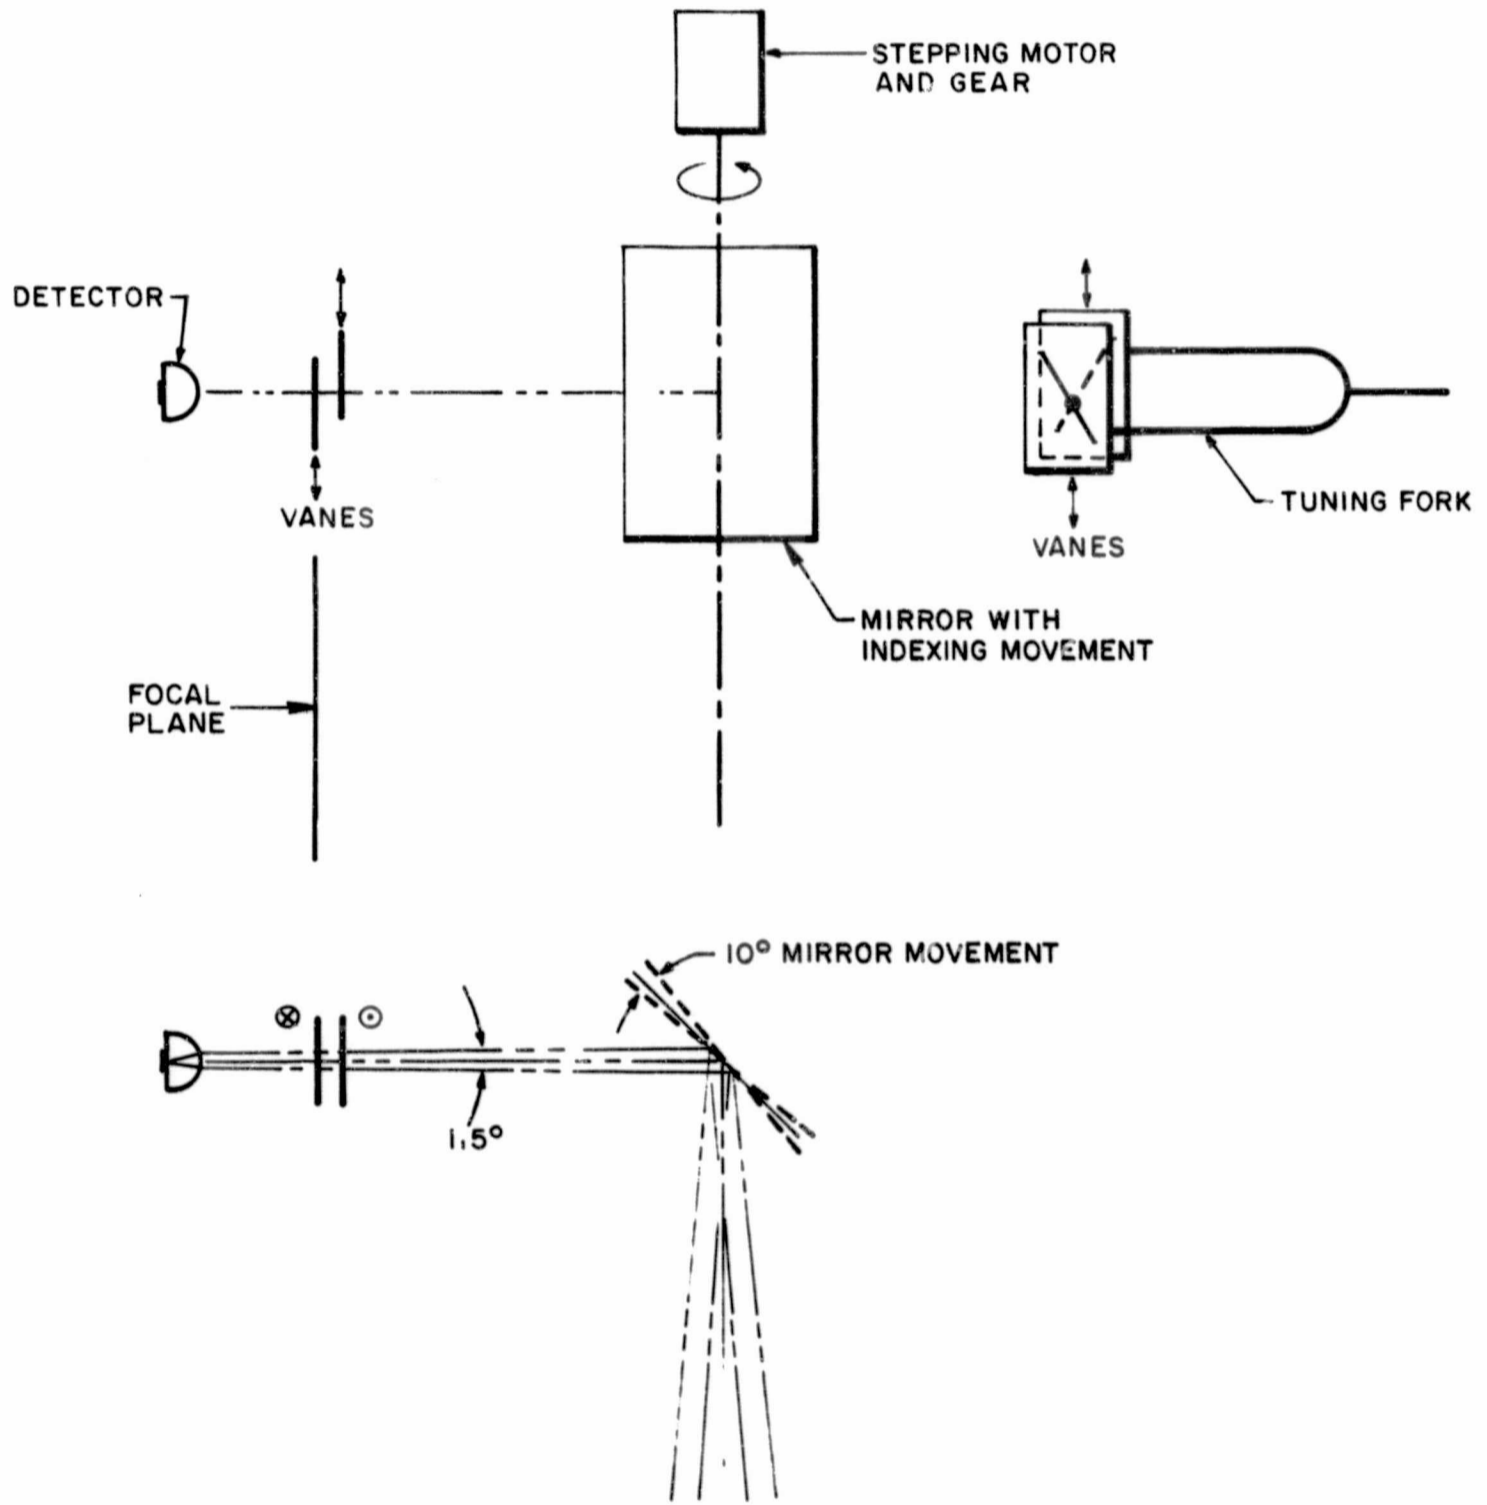 STEPPING MOTOR
AND GEAR
DETECTOR
VANES
TUNING FORK
VANES
MIRROR WITH
INDEXING MOVEMENT
FOCAL
PLANE
10° MIRROR MOVEMENT
1.5°